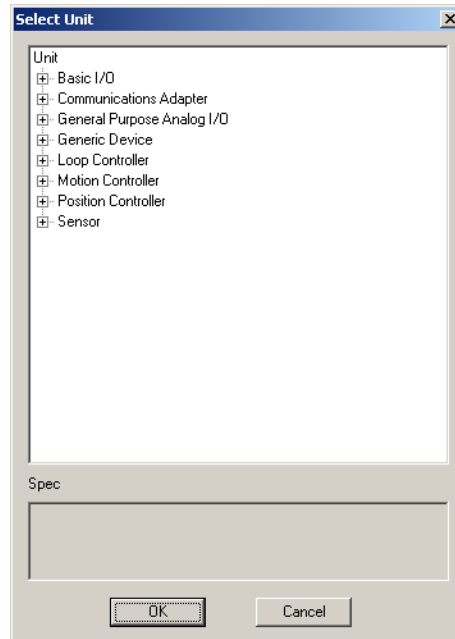 Select Unit
Unit
Basic I/O
Communications Adapter
General Purpose Analog I/O
Generic Device
Loop Controller
Motion Controller
Position Controller
Sensor
Spec
OK
Cancel